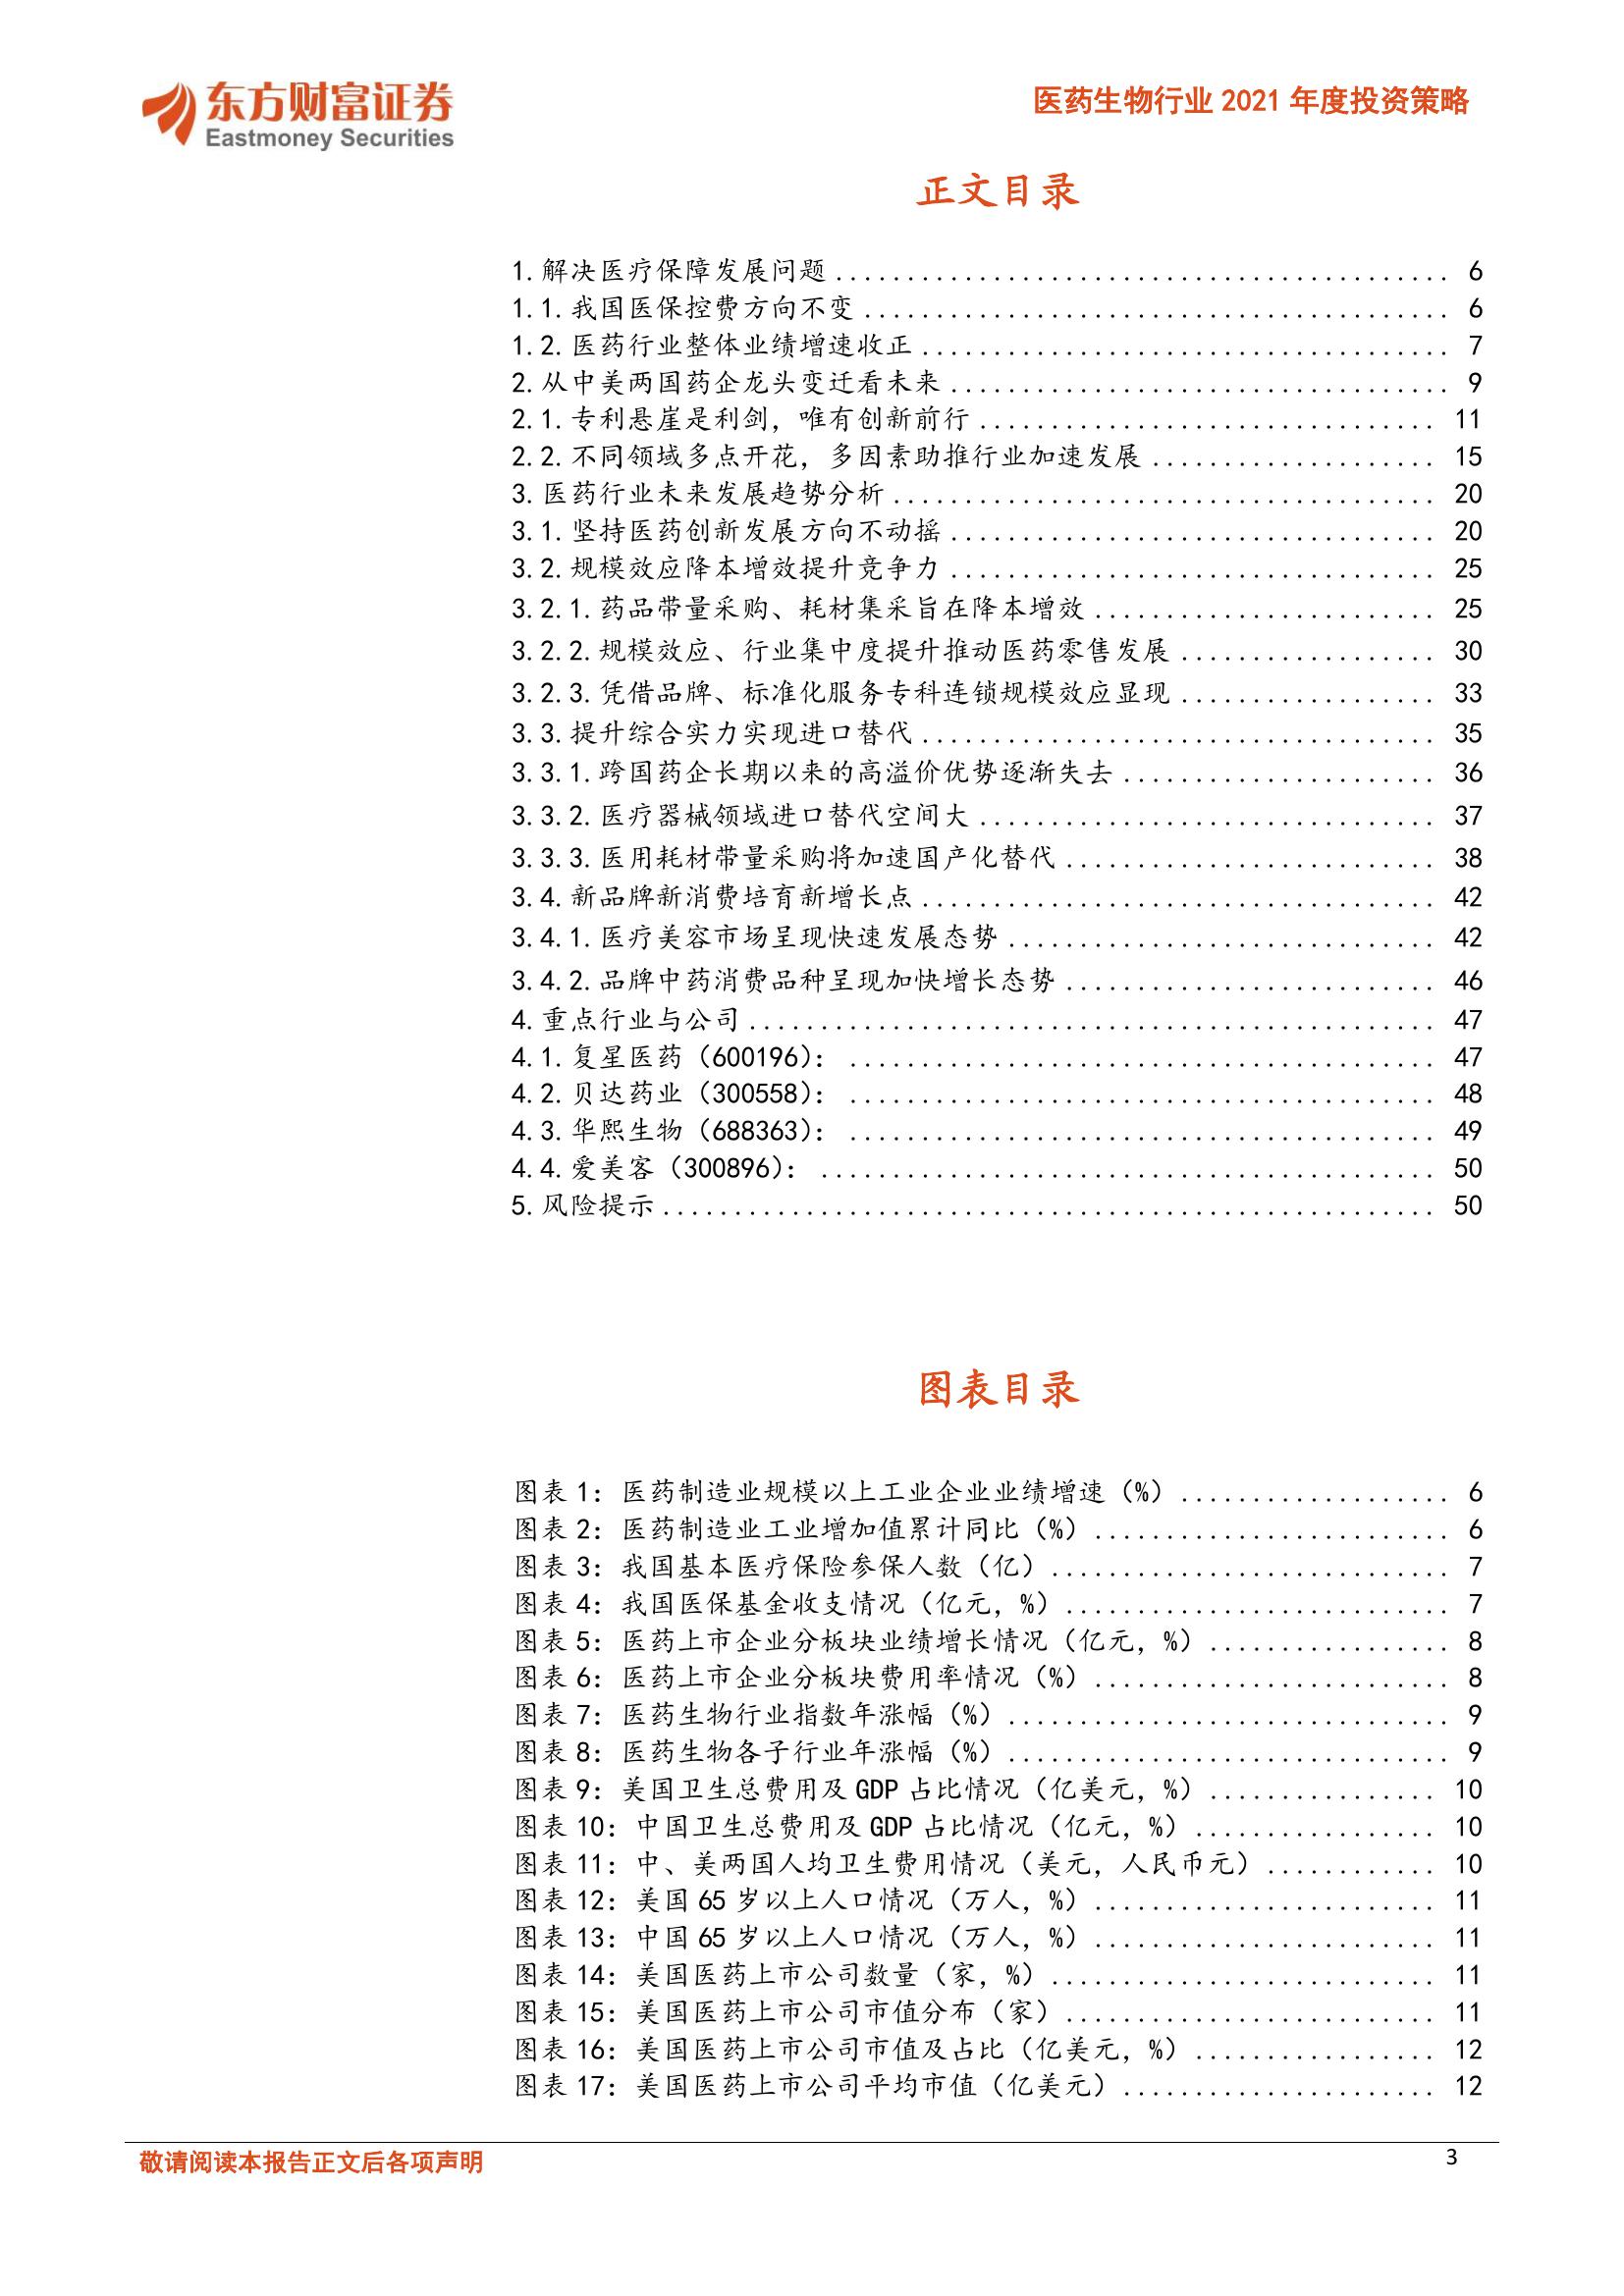 东方财富证券
Eastmoney Securities
医药生物行业 2021 年度投资策略
正文目录
1.解决医疗保障发展问题 ........................................... 6
1.1.我国医保控费方向不变 ......................................... 6
1.2.医药行业整体业绩增速收正 ..................................... 7
2.从中美两国药企龙头变迁看未来 ................................... 9
2.1.专利悬崖是利剑，唯有创新前行 ................................ 11
2.2.不同领域多点开花，多因素助推行业加速发展 .................... 15
3.医药行业未来发展趋势分析 ...................................... 20
3.1.坚持医药创新发展方向不动摇 .................................. 20
3.2.规模效应降本增效提升竞争力 .................................. 25
3.2.1.药品带量采购、耗材集采旨在降本增效 ........................ 25
3.2.2.规模效应、行业集中度提升推动医药零售发展 .................. 30
3.2.3.凭借品牌、标准化服务专科连锁规模效应显现 .................. 33
3.3.提升综合实力实现进口替代 .................................... 35
3.3.1.跨国药企长期以来的高溢价优势逐渐失去 ...................... 36
3.3.2.医疗器械领域进口替代空间大 ................................ 37
3.3.3.医用耗材带量采购将加速国产化替代 .......................... 38
3.4.新品牌新消费培育新增长点 .................................... 42
3.4.1.医疗美容市场呈现快速发展态势 .............................. 42
3.4.2.品牌中药消费品种呈现加快增长态势 .......................... 46
4.重点行业与公司 ................................................ 47
4.1.复星医药（600196）： ......................................... 47
4.2.贝达药业（300558）： ......................................... 48
4.3.华熙生物（688363）： ......................................... 49
4.4.爱美客（300896）： ........................................... 50
5.风险提示 ...................................................... 50
图表目录
图表 1：医药制造业规模以上工业企业业绩增速（%） ................... 6
图表 2：医药制造业工业增加值累计同比（%） ......................... 6
图表 3：我国基本医疗保险参保人数（亿） ............................ 7
图表 4：我国医保基金收支情况（亿元，%） ........................... 7
图表 5：医药上市企业分板块业绩增长情况（亿元，%） ................. 8
图表 6：医药上市企业分板块费用率情况（%） ......................... 8
图表 7：医药生物行业指数年涨幅（%） ............................... 9
图表 8：医药生物各子行业年涨幅（%） ............................... 9
图表 9：美国卫生总费用及 GDP 占比情况（亿美元，%） ................ 10
图表 10：中国卫生总费用及 GDP 占比情况（亿元，%） ................. 10
图表 11：中、美两国人均卫生费用情况（美元，人民币元） ............ 10
图表 12：美国 65 岁以上人口情况（万人，%） ........................ 11
图表 13：中国 65 岁以上人口情况（万人，%） ........................ 11
图表 14：美国医药上市公司数量（家，%） ........................... 11
图表 15：美国医药上市公司市值分布（家） .......................... 11
图表 16：美国医药上市公司市值及占比（亿美元，%） ................. 12
图表 17：美国医药上市公司平均市值（亿美元） ...................... 12
敬请阅读本报告正文后各项声明
3